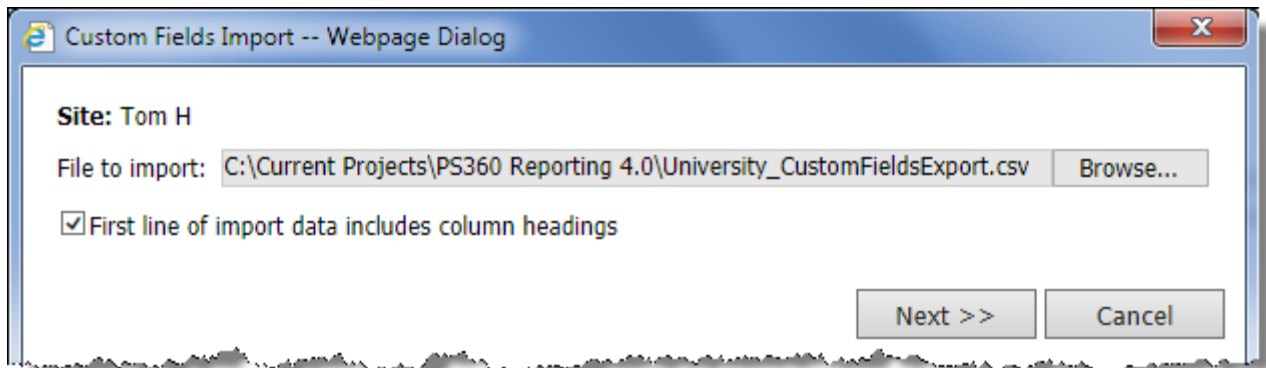 Custom Fields Import -- Webpage Dialog
Site: Tom H
File to import: C:\Current Projects\PS360 Reporting 4.0\University_CustomFieldsExport.csv Browse...
First line of import data includes column headings
Next >> Cancel